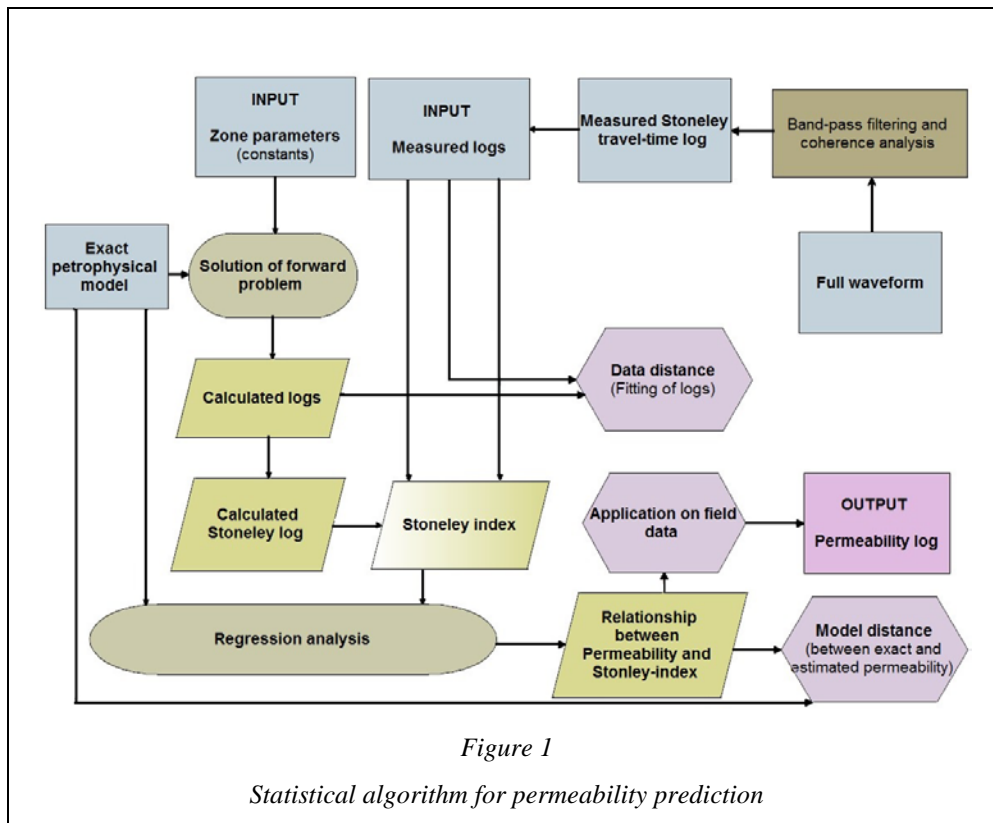 INPUT
Zone parameters
(constants)
INPUT
Measured logs
Measured Stoneley
travel-time log
Band-pass filtering and
coherence analysis
Exact
petrophysical
model
Solution of forward
problem
Full waveform
Calculated logs
Data distance
(Fitting of logs)
Calculated
Stoneley log
Stoneley index
Application on field
data
OUTPUT
Permeability log
Regression analysis
Relationship
between
Permeability and
Stonley-index
Model distance
(between exact and
estimated permeability)
Figure 1
Statistical algorithm for permeability prediction